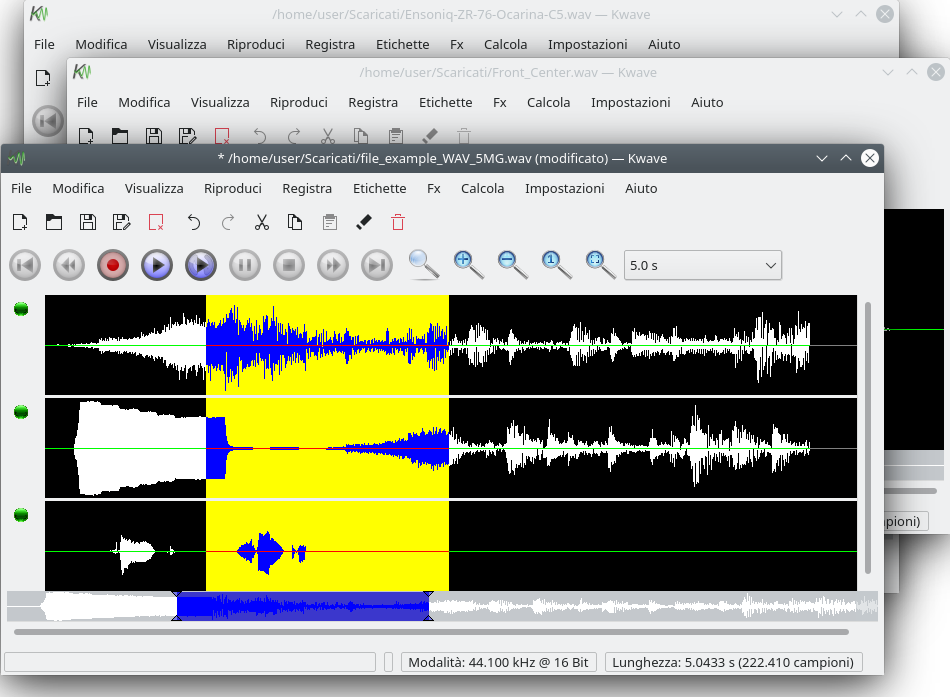 /home/user/Scaricati/Ensoniq-ZR-76-Ocarina-C5.wav — Kwave
File Modifica Visualizza Riproduci Registra Etichette Fx Calcola Impostazioni Aiuto
/home/user/Scaricati/Front_Center.wav — Kwave
File Modifica Visualizza Riproduci Registra Etichette Fx Calcola Impostazioni Aiuto
* /home/user/Scaricati/file_example_WAV_5MG.wav (modificato) — Kwave
File Modifica Visualizza Riproduci Registra Etichette Fx Calcola Impostazioni Aiuto
1
5.0 s
pioni)
Modalità: 44.100 kHz @ 16 Bit
Lunghezza: 5.0433 s (222.410 campioni)